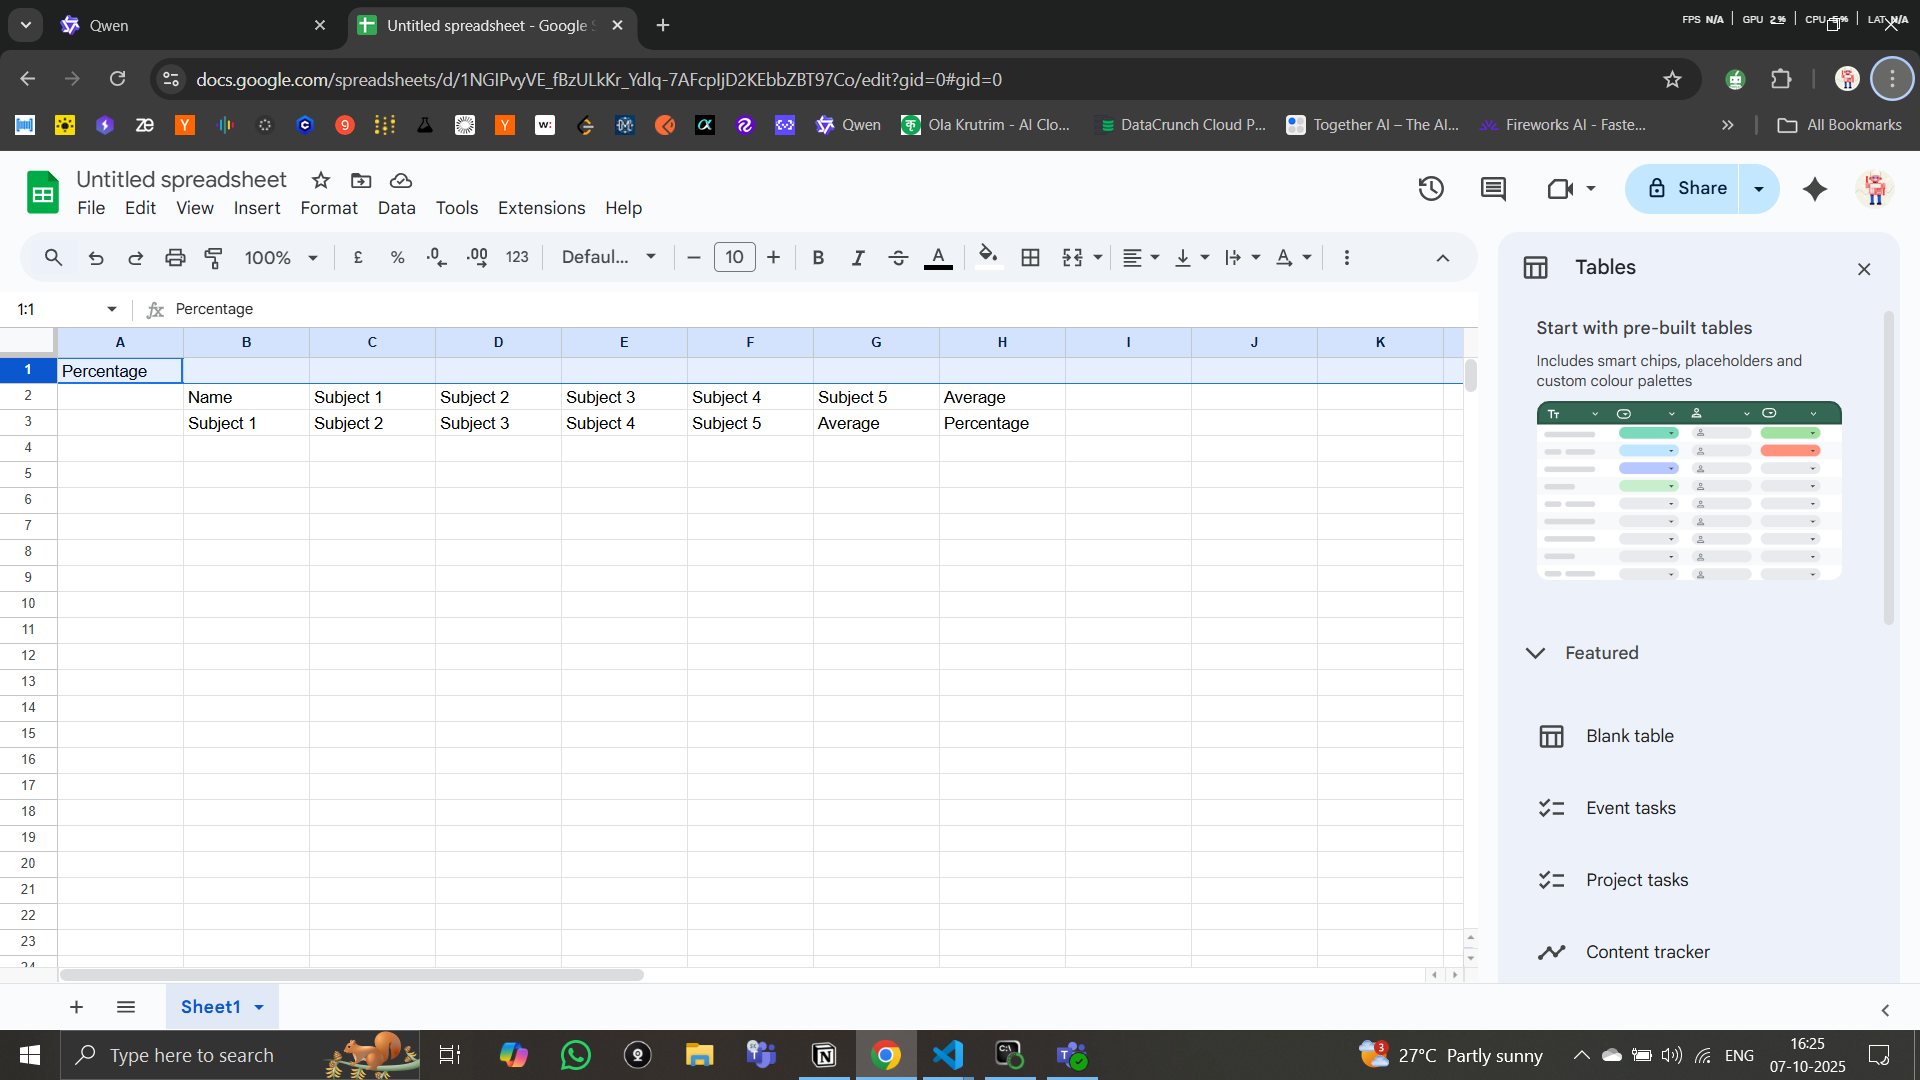 Qwen
Untitled spreadsheet - Google S
FPS N/A GPU 2% CPU 5% LAT N/A
docs.google.com/spreadsheets/d/1NGIPvyVE_fBzULkKr_Ydlq-7AFcpIjD2KEbbZBT97Co/edit?gid=0#gid=0
Qwen Ola Krutrim - AI Clo... DataCrunch Cloud P... Together AI – The AI... Fireworks AI - Faste... All Bookmarks
Untitled spreadsheet
File Edit View Insert Format Data Tools Extensions Help
Share
100% £ % .0 .00 123 Defaul... 10 B I A
1:1 Percentage
A B C D E F G H I J K
1 Percentage
2 Name Subject 1 Subject 2 Subject 3 Subject 4 Subject 5 Average
3 Subject 1 Subject 2 Subject 3 Subject 4 Subject 5 Average Percentage
4
5
6
7
8
9
10
11
12
13
14
15
16
17
18
19
20
21
22
23
24
Tables
Start with pre-built tables
Includes smart chips, placeholders and
custom colour palettes
Featured
Blank table
Event tasks
Project tasks
Content tracker
Sheet1
Type here to search
27°C Partly sunny
ENG
16:25
07-10-2025